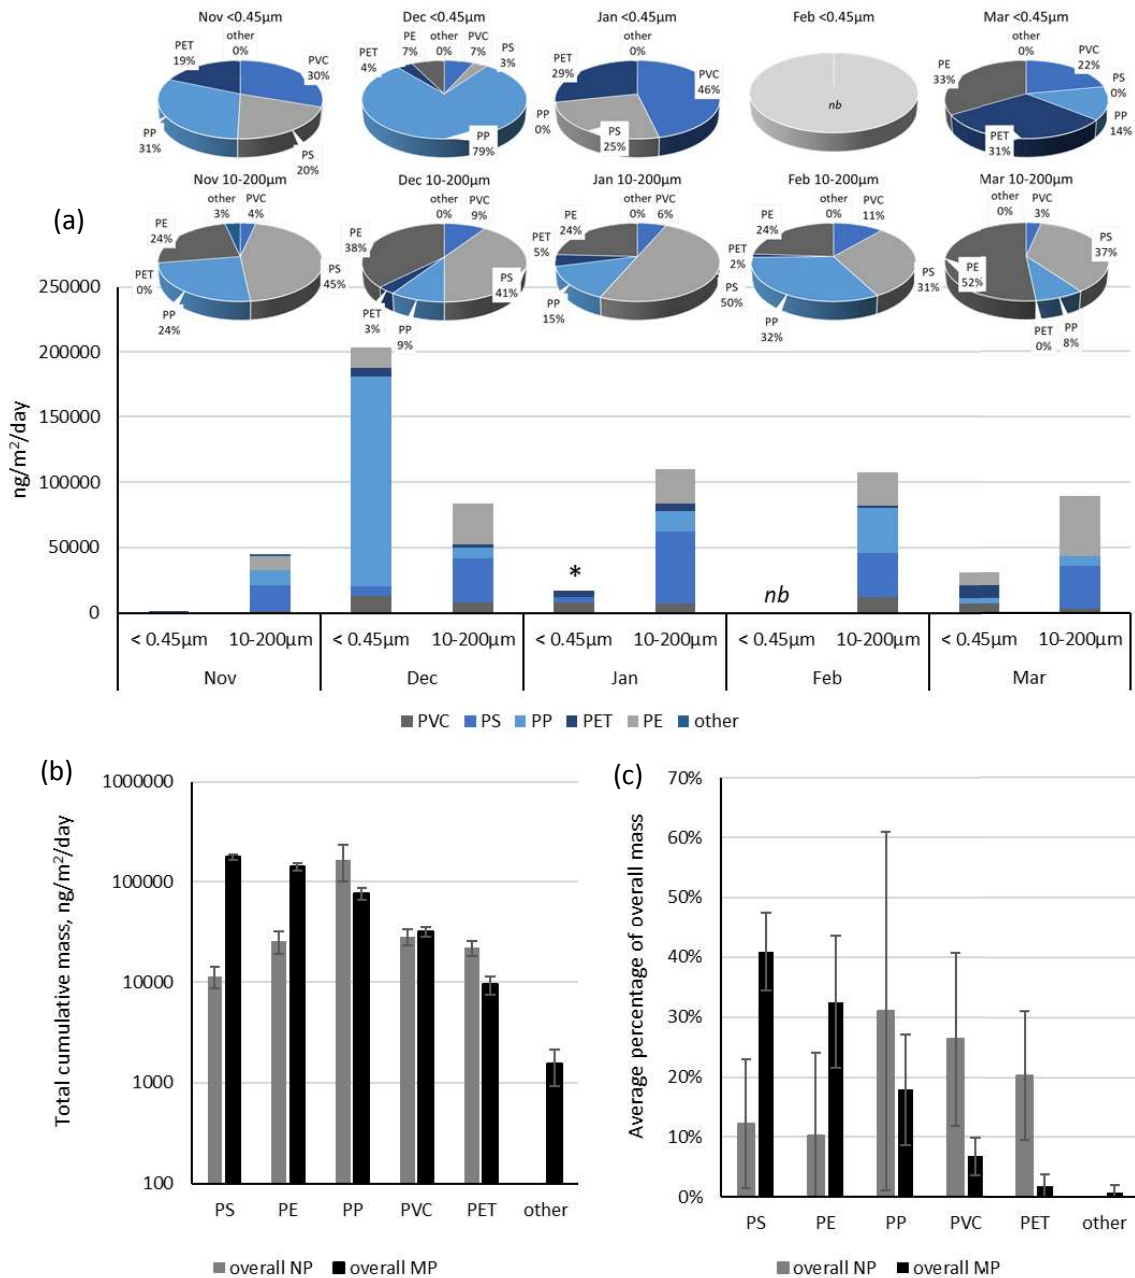 Nov <0.45µm
other
0%
PVC
30%
PS
20%
PP
31%
PET
19%
Dec <0.45µm
other
0%
PVC
7%
PS
3%
PP
79%
PET
4%
PE
7%
Jan <0.45µm
other
0%
PVC
46%
PS
25%
PP
0%
PET
29%
Feb <0.45µm
nb
Mar <0.45µm
other
0%
PVC
22%
PS
0%
PP
14%
PET
31%
PE
33%
(a)
Nov 10-200µm
other
3%
PVC
4%
PS
45%
PP
24%
PET
0%
PE
24%
Dec 10-200µm
other
0%
PVC
9%
PS
41%
PP
9%
PET
3%
PE
38%
Jan 10-200µm
other
0%
PVC
6%
PS
50%
PP
15%
PET
5%
PE
24%
Feb 10-200µm
other
0%
PVC
11%
PS
31%
PP
32%
PET
2%
PE
24%
Mar 10-200µm
other
0%
PVC
3%
PS
37%
PP
8%
PET
0%
PE
52%
ng/m²/day
250000
200000
150000
100000
50000
0
*
nb
< 0.45µm 10-200µm < 0.45µm 10-200µm < 0.45µm 10-200µm < 0.45µm 10-200µm < 0.45µm 10-200µm
Nov Dec Jan Feb Mar
PVC PS PP PET PE other
(b)
Total cumulative mass, ng/m²/day
1000000
100000
10000
1000
100
PS PE PP PVC PET other
overall NP overall MP
(c)
Average percentage of overall mass
70%
60%
50%
40%
30%
20%
10%
0%
PS PE PP PVC PET other
overall NP overall MP